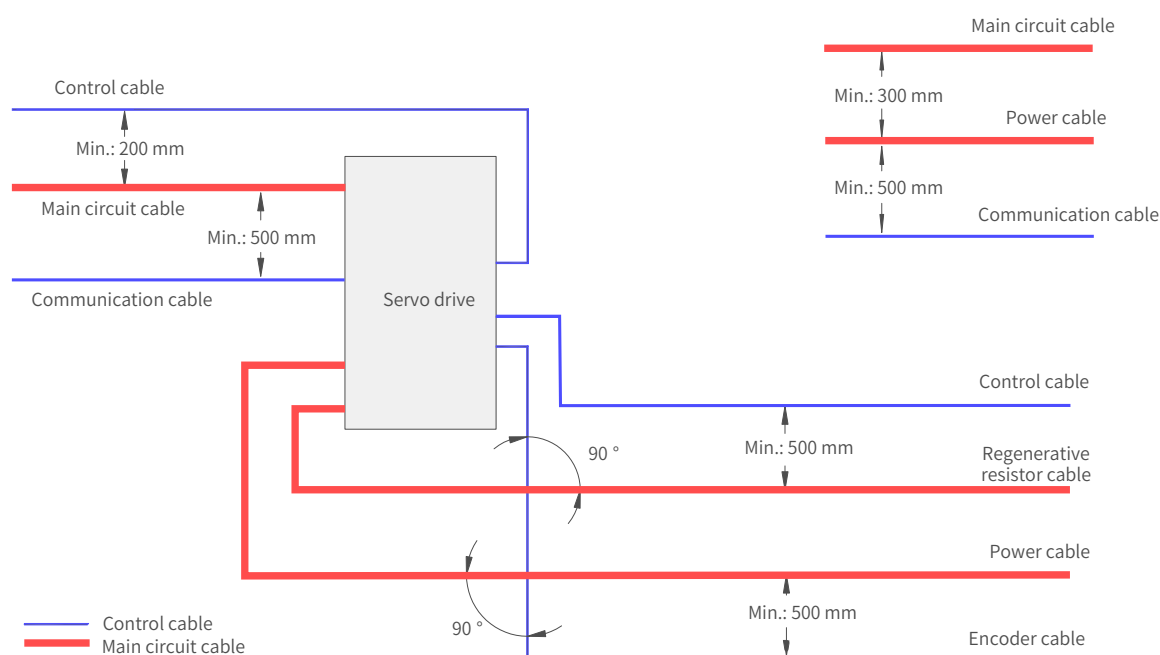 Main circuit cable
Control cable
Min.: 300 mm
Power cable
Min.: 200 mm
Min.: 500 mm
Main circuit cable
Communication cable
Min.: 500 mm
Communication cable
Servo drive
Control cable
Min.: 500 mm
90 °
Regenerative
resistor cable
Power cable
Min.: 500 mm
90 °
Encoder cable
Control cable
Main circuit cable